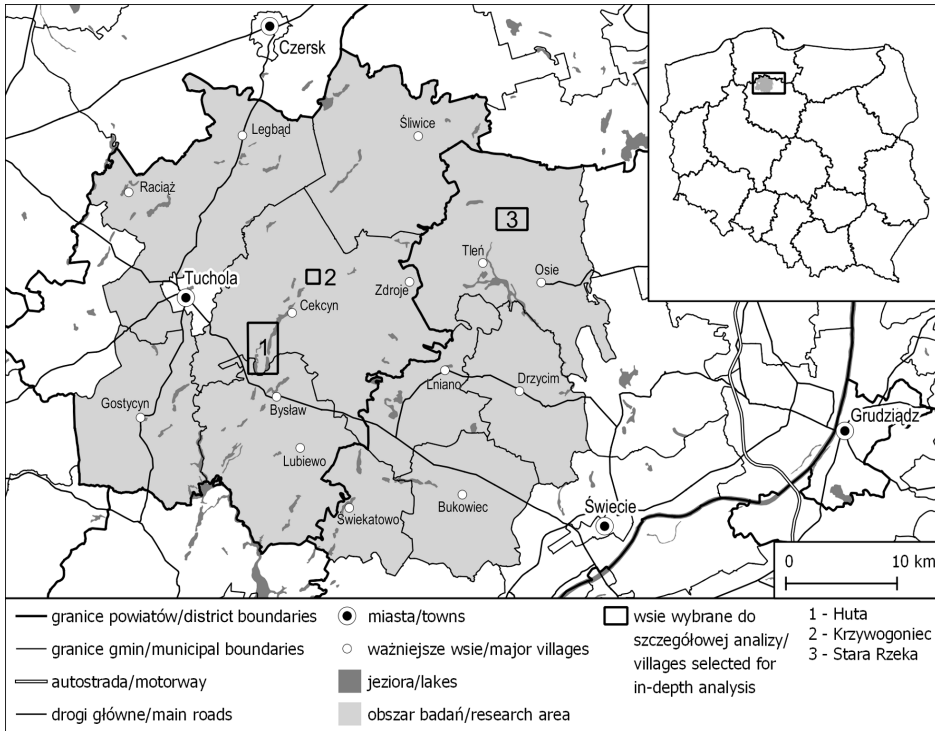 Czersk
Legbąd
Śliwice
Raciąż
3
Tleń
Osie
Tuchola
2
Zdroje
Cekcyn
1
Lniano
Drzycim
Gostycyn
Bysław
Grudziądz
Lubiewo
Bukowiec
Świekatowo
Świecie
0 10 km
granice powiatów/district boundaries
granice gmin/municipal boundaries
autostrada/motorway
drogi główne/main roads
miasta/towns
ważniejsze wsie/major villages
jeziora/lakes
obszar badań/research area
wsie wybrane do
szczegółowej analizy/
villages selected for
in-depth analysis
1 - Huta
2 - Krzywogoniec
3 - Stara Rzeka